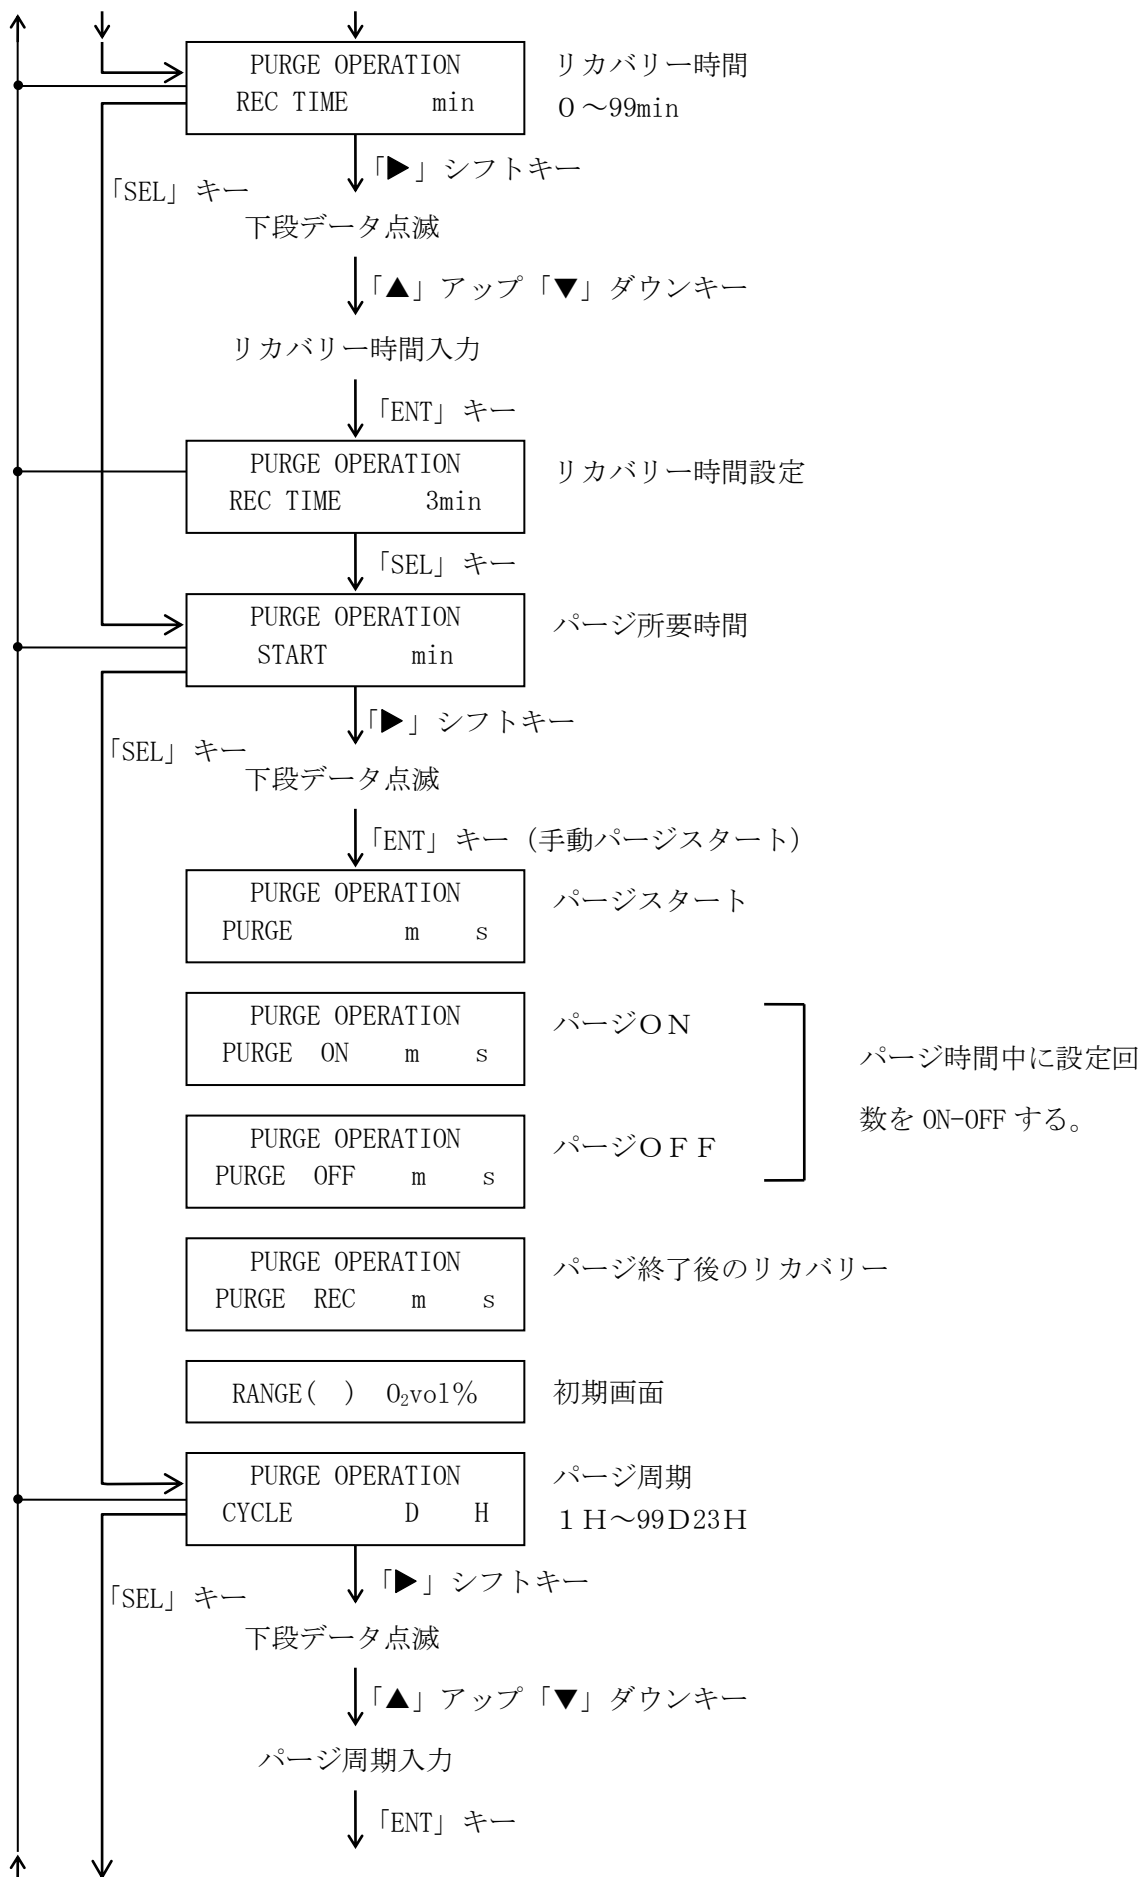 PURGE OPERATION
REC TIME min
リカバリー時間
0～99min
「▶」シフトキー
「SEL」キー
下段データ点滅
「▲」アップ「▼」ダウンキー
リカバリー時間入力
「ENT」キー
PURGE OPERATION
REC TIME 3min
リカバリー時間設定
「SEL」キー
PURGE OPERATION
START min
パージ所要時間
「▶」シフトキー
「SEL」キー
下段データ点滅
「ENT」キー（手動パージスタート）
PURGE OPERATION
PURGE m s
パージスタート
PURGE OPERATION
PURGE ON m s
パージＯＮ
PURGE OPERATION
PURGE OFF m s
パージＯＦＦ
パージ時間中に設定回
数を ON-OFF する。
PURGE OPERATION
PURGE REC m s
パージ終了後のリカバリー
RANGE( ) O₂vol％
初期画面
PURGE OPERATION
CYCLE D H
パージ周期
１Ｈ～99Ｄ23Ｈ
「▶」シフトキー
「SEL」キー
下段データ点滅
「▲」アップ「▼」ダウンキー
パージ周期入力
「ENT」キー